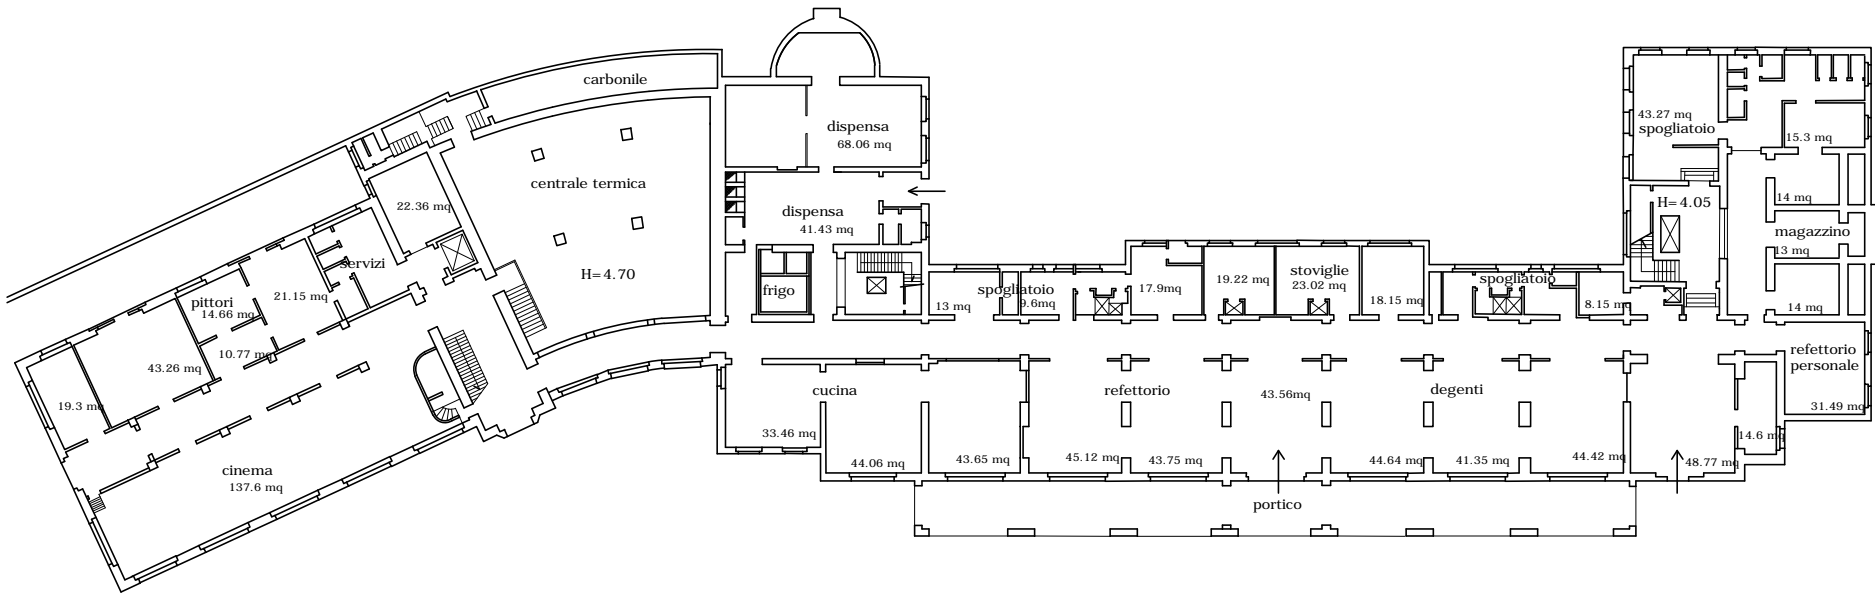 carbonile
dispensa
68.06 mq
43.27 mq
spogliatoio
15.3 mq
centrale termica
22.36 mq
dispensa
41.43 mq
14 mq
H=4.05
magazzino
13 mq
servizi
H=4.70
frigo
spogliatoio
13 mq
9.6mq
17.9mq
19.22 mq
stoviglie
23.02 mq
18.15 mq
spogliatoio
8.15 mq
14 mq
21.15 mq
pittori
14.66 mq
10.77 mq
43.26 mq
19.3 mq
refettorio
personale
31.49 mq
cucina
refettorio
43.56mq
degenti
33.46 mq
44.06 mq
43.65 mq
45.12 mq
43.75 mq
44.64 mq
41.35 mq
44.42 mq
48.77 mq
14.6 mq
cinema
137.6 mq
portico